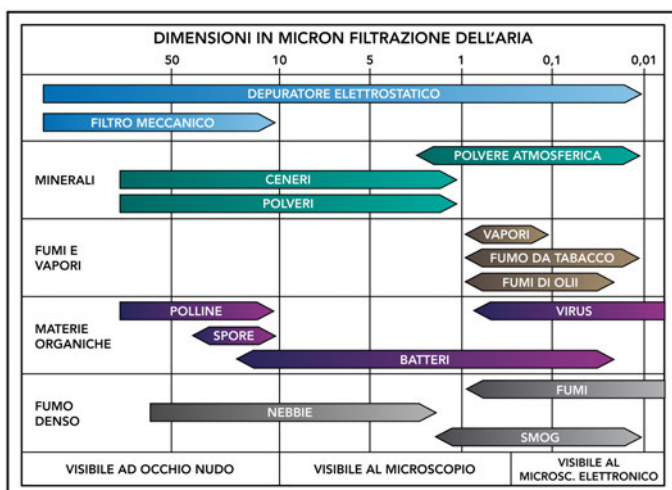 DIMENSIONI IN MICRON FILTRAZIONE DELL'ARIA
50 10 5 1 0,1 0,01
DEPURATORE ELETTROSTATICO
FILTRO MECCANICO
POLVERE ATMOSFERICA
MINERALI
CENERI
POLVERI
VAPORI
FUMI E
VAPORI
FUMO DA TABACCO
FUMI DI OLII
POLLINE
VIRUS
MATERIE
ORGANICHE
SPORE
BATTERI
FUMI
FUMO
DENSO
NEBBIE
SMOG
VISIBILE AD OCCHIO NUDO
VISIBILE AL MICROSCOPIO
VISIBILE AL
MICROSC. ELETTRONICO